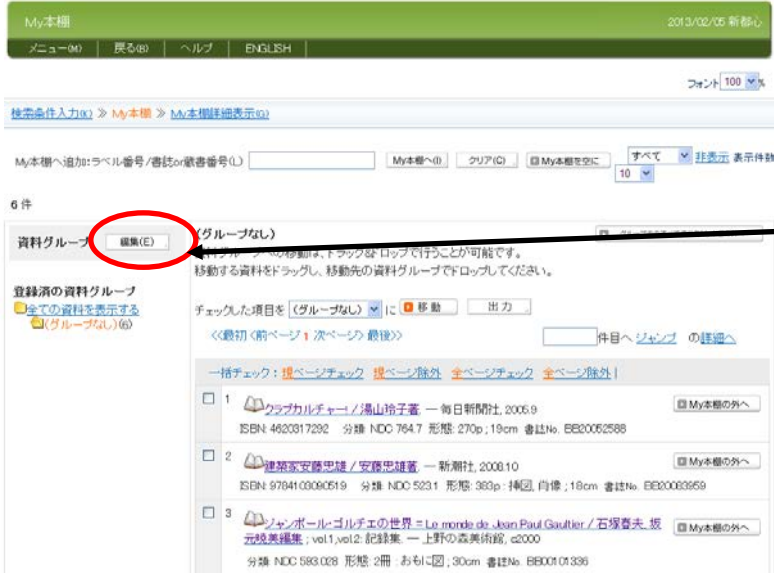 My本棚
2013/02/05 新都心
メニュー(M) 戻る(B) ヘルプ ENGLISH
フォント 100 %
検索条件入力(K) ≫ My本棚 ≫ My本棚詳細表示(G)
My本棚へ追加:ラベル番号/書誌or蔵書番号(L) My本棚へ(I) クリア(C) My本棚を空に すべて 非表示 表示件数
10
6 件
資料グループ 編集(E)
(グループなし)
移動する資料をドラッグし、移動先の資料グループでドロップしてください。
登録済の資料グループ
全ての資料を表示する
(グループなし)(6)
チェックした項目を (グループなし) に 移動 出力
<<最初 <前ページ 1 次ページ> 最後>>
件目へ ジャンプ の詳細へ
一括チェック : 現ページチェック 現ページ除外 全ページチェック 全ページ除外 |
1 クラブカルチャー! / 湯山玲子著. — 毎日新聞社, 2005.9
My本棚の外へ
ISBN: 4620317292 分類: NDC 764.7 形態: 270p ; 19cm 書誌No. BB20052588
2 建築家安藤忠雄 / 安藤忠雄著. — 新潮社, 2008.10
My本棚の外へ
ISBN: 9784103090519 分類: NDC 523.1 形態: 383p : 挿図, 肖像 ; 19cm 書誌No. BB20083959
3 ジャンポール・ゴルチエの世界 = Le monde de Jean Paul Gaultier / 石塚春夫, 坂
元暁美編集 ; vol.1,vol.2: 記録集. — 上野の森美術館, c2000
My本棚の外へ
分類: NDC 593.028 形態: 2冊 : おもに図 ; 30cm 書誌No. BB00101336